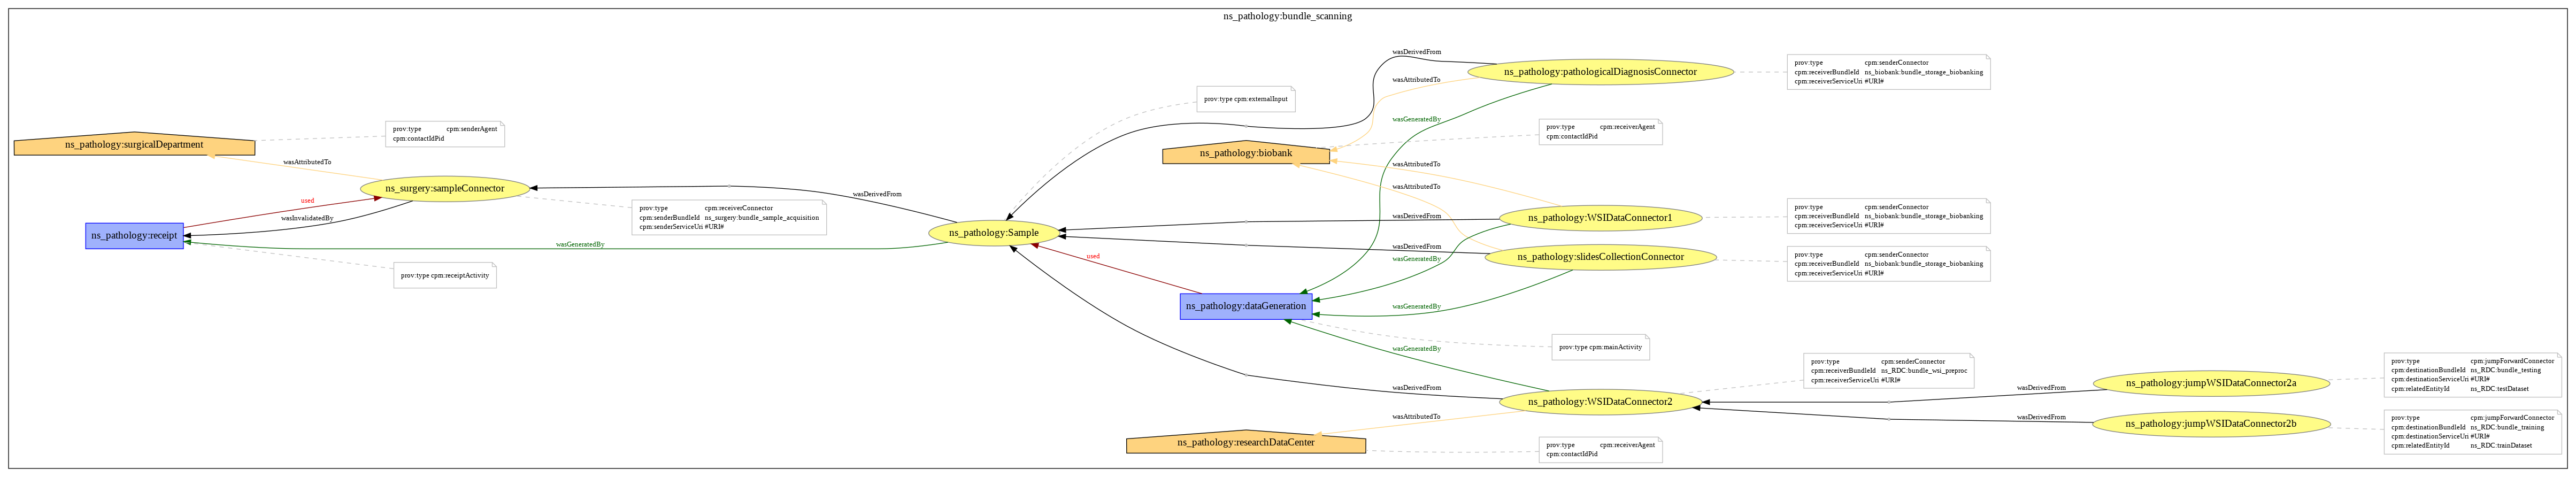 ns_pathology:bundle_scanning
wasDerivedFrom
ns_pathology:pathologicalDiagnosisConnector
prov:type cpm:senderConnector
cpm:receiverBundleId ns_biobank:bundle_storage_biobanking
cpm:receiverServiceUri #URI#
wasAttributedTo
prov:type cpm:externalInput
wasGeneratedBy
prov:type cpm:senderAgent
cpm:contactIdPid
prov:type cpm:receiverAgent
cpm:contactIdPid
ns_pathology:surgicalDepartment
ns_pathology:biobank
wasAttributedTo
wasAttributedTo
ns_surgery:sampleConnector
wasAttributedTo
wasDerivedFrom
used
prov:type cpm:receiverConnector
cpm:senderBundleId ns_surgery:bundle_sample_acquisition
cpm:senderServiceUri #URI#
wasInvalidatedBy
wasDerivedFrom
ns_pathology:WSIDataConnector1
prov:type cpm:senderConnector
cpm:receiverBundleId ns_biobank:bundle_storage_biobanking
cpm:receiverServiceUri #URI#
ns_pathology:receipt
ns_pathology:Sample
wasGeneratedBy
wasDerivedFrom
used
wasGeneratedBy
ns_pathology:slidesCollectionConnector
prov:type cpm:senderConnector
cpm:receiverBundleId ns_biobank:bundle_storage_biobanking
cpm:receiverServiceUri #URI#
prov:type cpm:receiptActivity
ns_pathology:dataGeneration
wasGeneratedBy
prov:type cpm:mainActivity
wasGeneratedBy
prov:type cpm:senderConnector
cpm:receiverBundleId ns_RDC:bundle_wsi_preproc
cpm:receiverServiceUri #URI#
wasDerivedFrom
ns_pathology:WSIDataConnector2
wasDerivedFrom
ns_pathology:jumpWSIDataConnector2a
prov:type cpm:jumpForwardConnector
cpm:destinationBundleId ns_RDC:bundle_testing
cpm:destinationServiceUri #URI#
cpm:relatedEntityId ns_RDC:testDataset
wasAttributedTo
wasDerivedFrom
ns_pathology:jumpWSIDataConnector2b
prov:type cpm:jumpForwardConnector
cpm:destinationBundleId ns_RDC:bundle_training
cpm:destinationServiceUri #URI#
cpm:relatedEntityId ns_RDC:trainDataset
ns_pathology:researchDataCenter
prov:type cpm:receiverAgent
cpm:contactIdPid